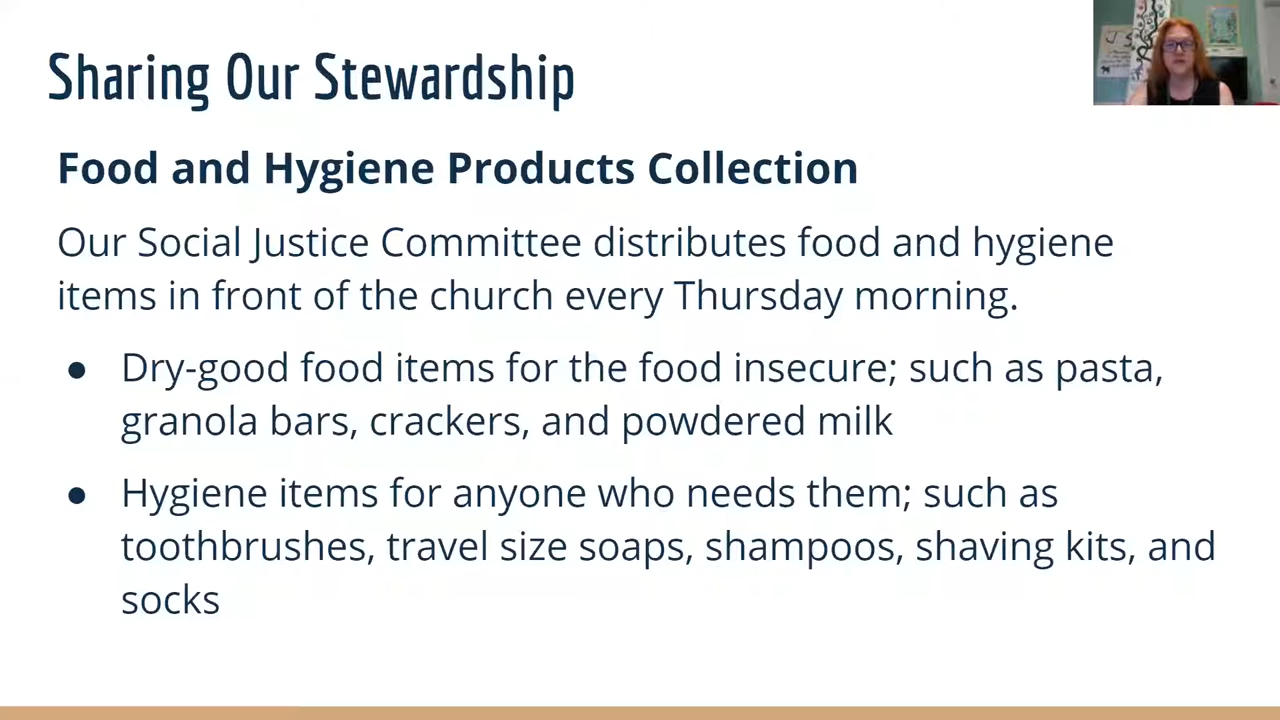 Sharing Our Stewardship
Food and Hygiene Products Collection
Our Social Justice Committee distributes food and hygiene
items in front of the church every Thursday morning.
● Dry-good food items for the food insecure; such as pasta,
granola bars, crackers, and powdered milk
● Hygiene items for anyone who needs them; such as
toothbrushes, travel size soaps, shampoos, shaving kits, and
socks